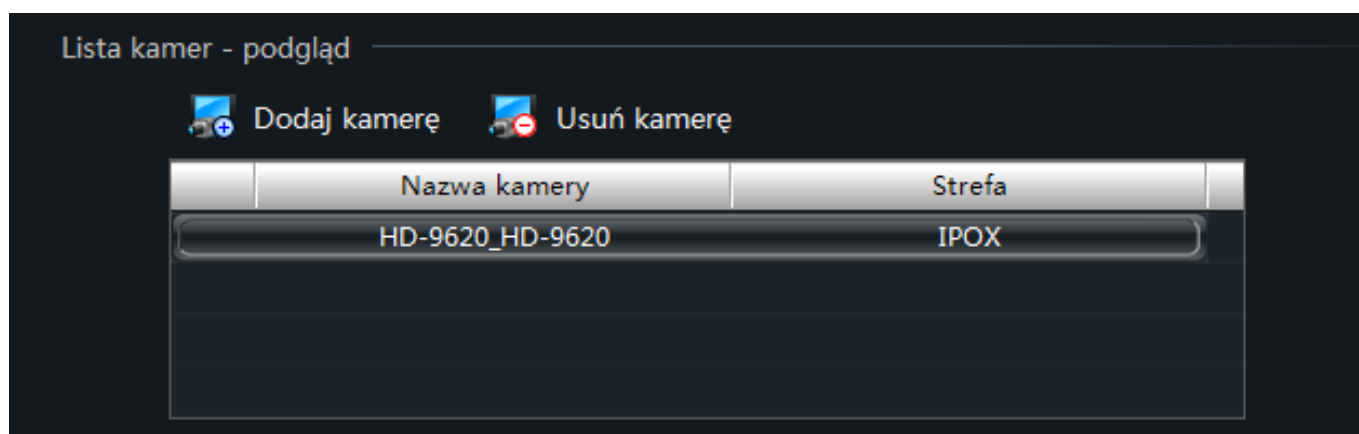 Lista kamer - podgląd
Dodaj kamerę Usuń kamerę
Nazwa kamery Strefa
HD-9620_HD-9620 IPOX